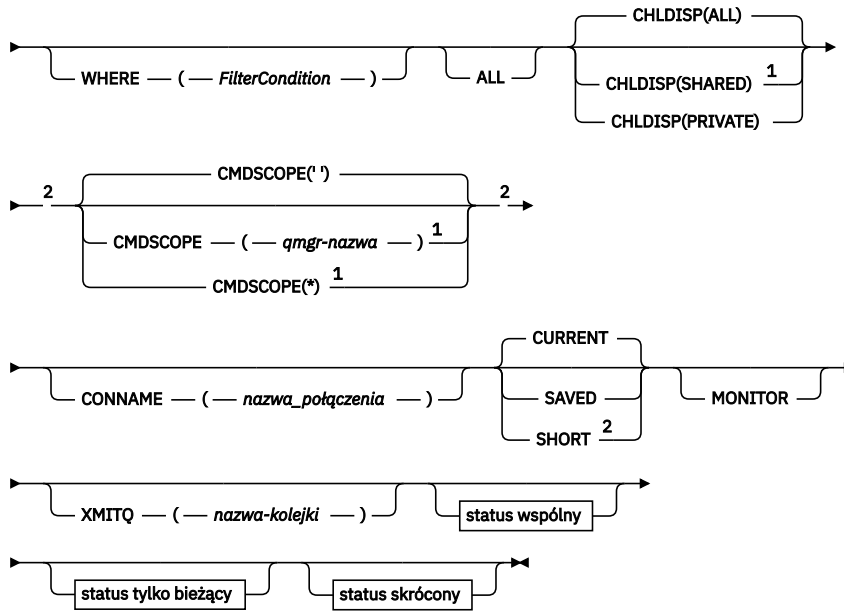 CHLDISP(ALL)
WHERE ( FilterCondition ) ALL CHLDISP(SHARED) 1
CHLDISP(PRIVATE)
2 CMDSCOPE(' ') 2
CMDSCOPE ( qmgr-nazwa ) 1
CMDSCOPE(*) 1
CURRENT
CONNAME ( nazwa_połączenia ) SAVED MONITOR
SHORT 2
XMITQ ( nazwa-kolejki ) status wspólny
status tylko bieżący status skrócony